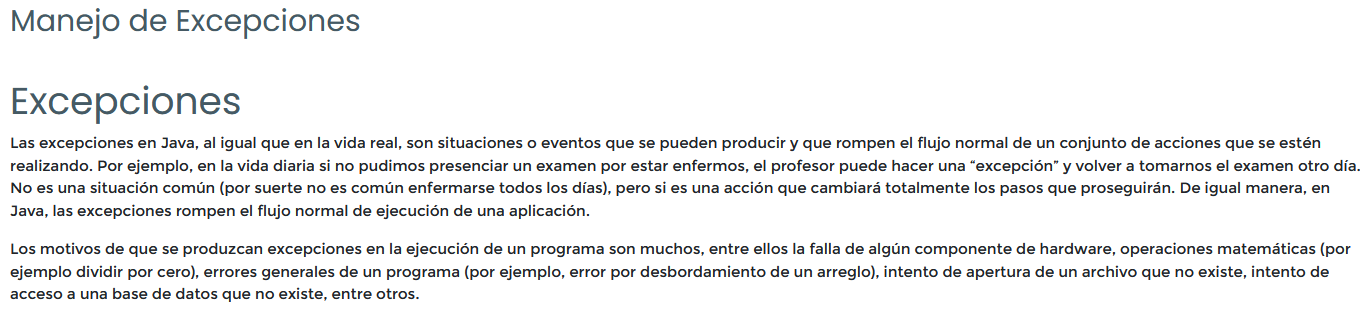 Manejo de Excepciones
Excepciones
Las excepciones en Java, al igual que en la vida real, son situaciones o eventos que se pueden producir y que rompen el flujo normal de un conjunto de acciones que se estén
realizando. Por ejemplo, en la vida diaria si no pudimos presenciar un examen por estar enfermos, el profesor puede hacer una “excepción” y volver a tomarnos el examen otro día.
No es una situación común (por suerte no es común enfermarse todos los días), pero si es una acción que cambiará totalmente los pasos que proseguirán. De igual manera, en
Java, las excepciones rompen el flujo normal de ejecución de una aplicación.
Los motivos de que se produzcan excepciones en la ejecución de un programa son muchos, entre ellos la falla de algún componente de hardware, operaciones matemáticas (por
ejemplo dividir por cero), errores generales de un programa (por ejemplo, error por desbordamiento de un arreglo), intento de apertura de un archivo que no existe, intento de
acceso a una base de datos que no existe, entre otros.